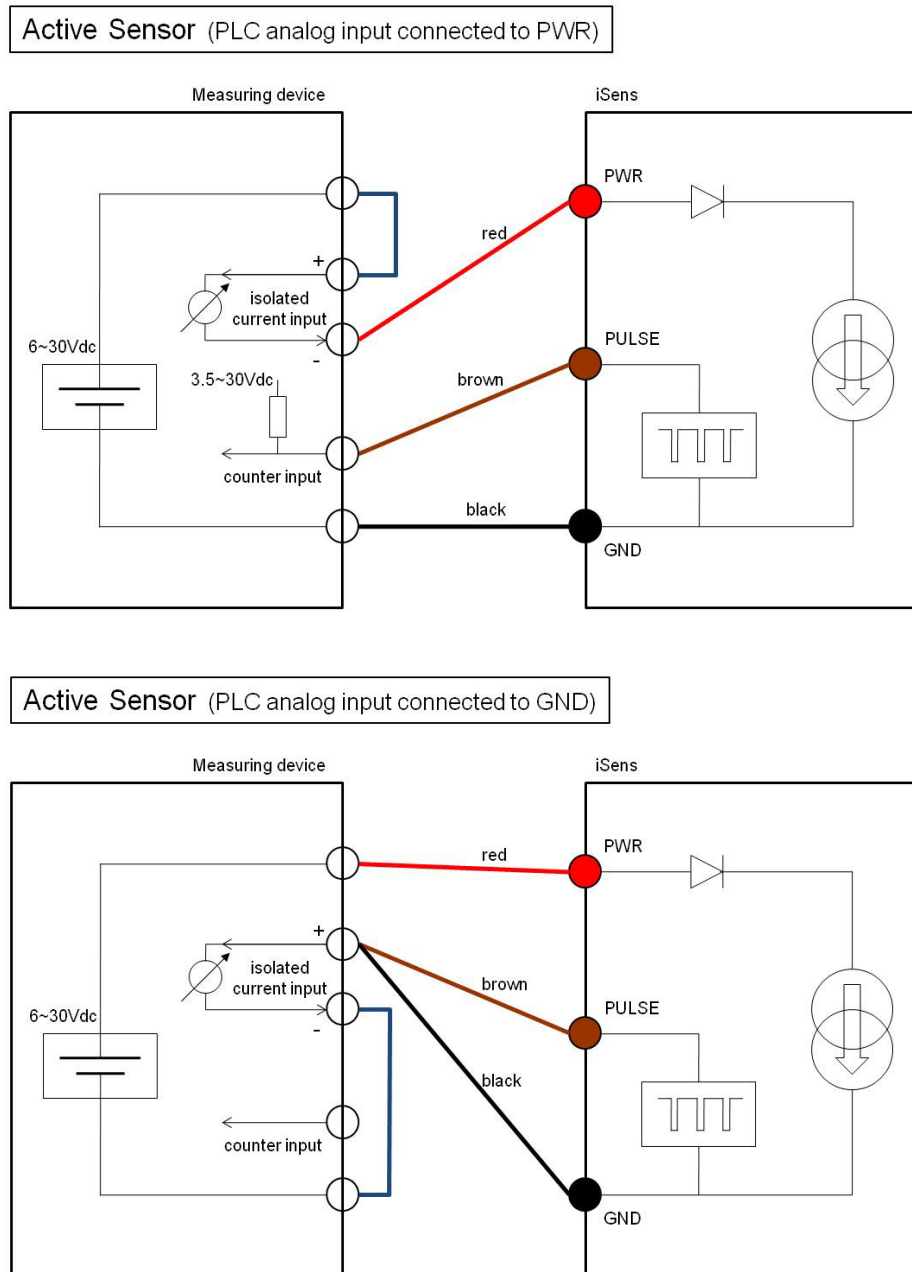 Active Sensor (PLC analog input connected to PWR)
Measuring device
iSens
PWR
red
+
isolated
current input
-
6~30Vdc
PULSE
3.5~30Vdc
brown
counter input
black
GND
Active Sensor (PLC analog input connected to GND)
Measuring device
iSens
red
PWR
+
isolated
current input
brown
6~30Vdc
-
PULSE
black
counter input
GND